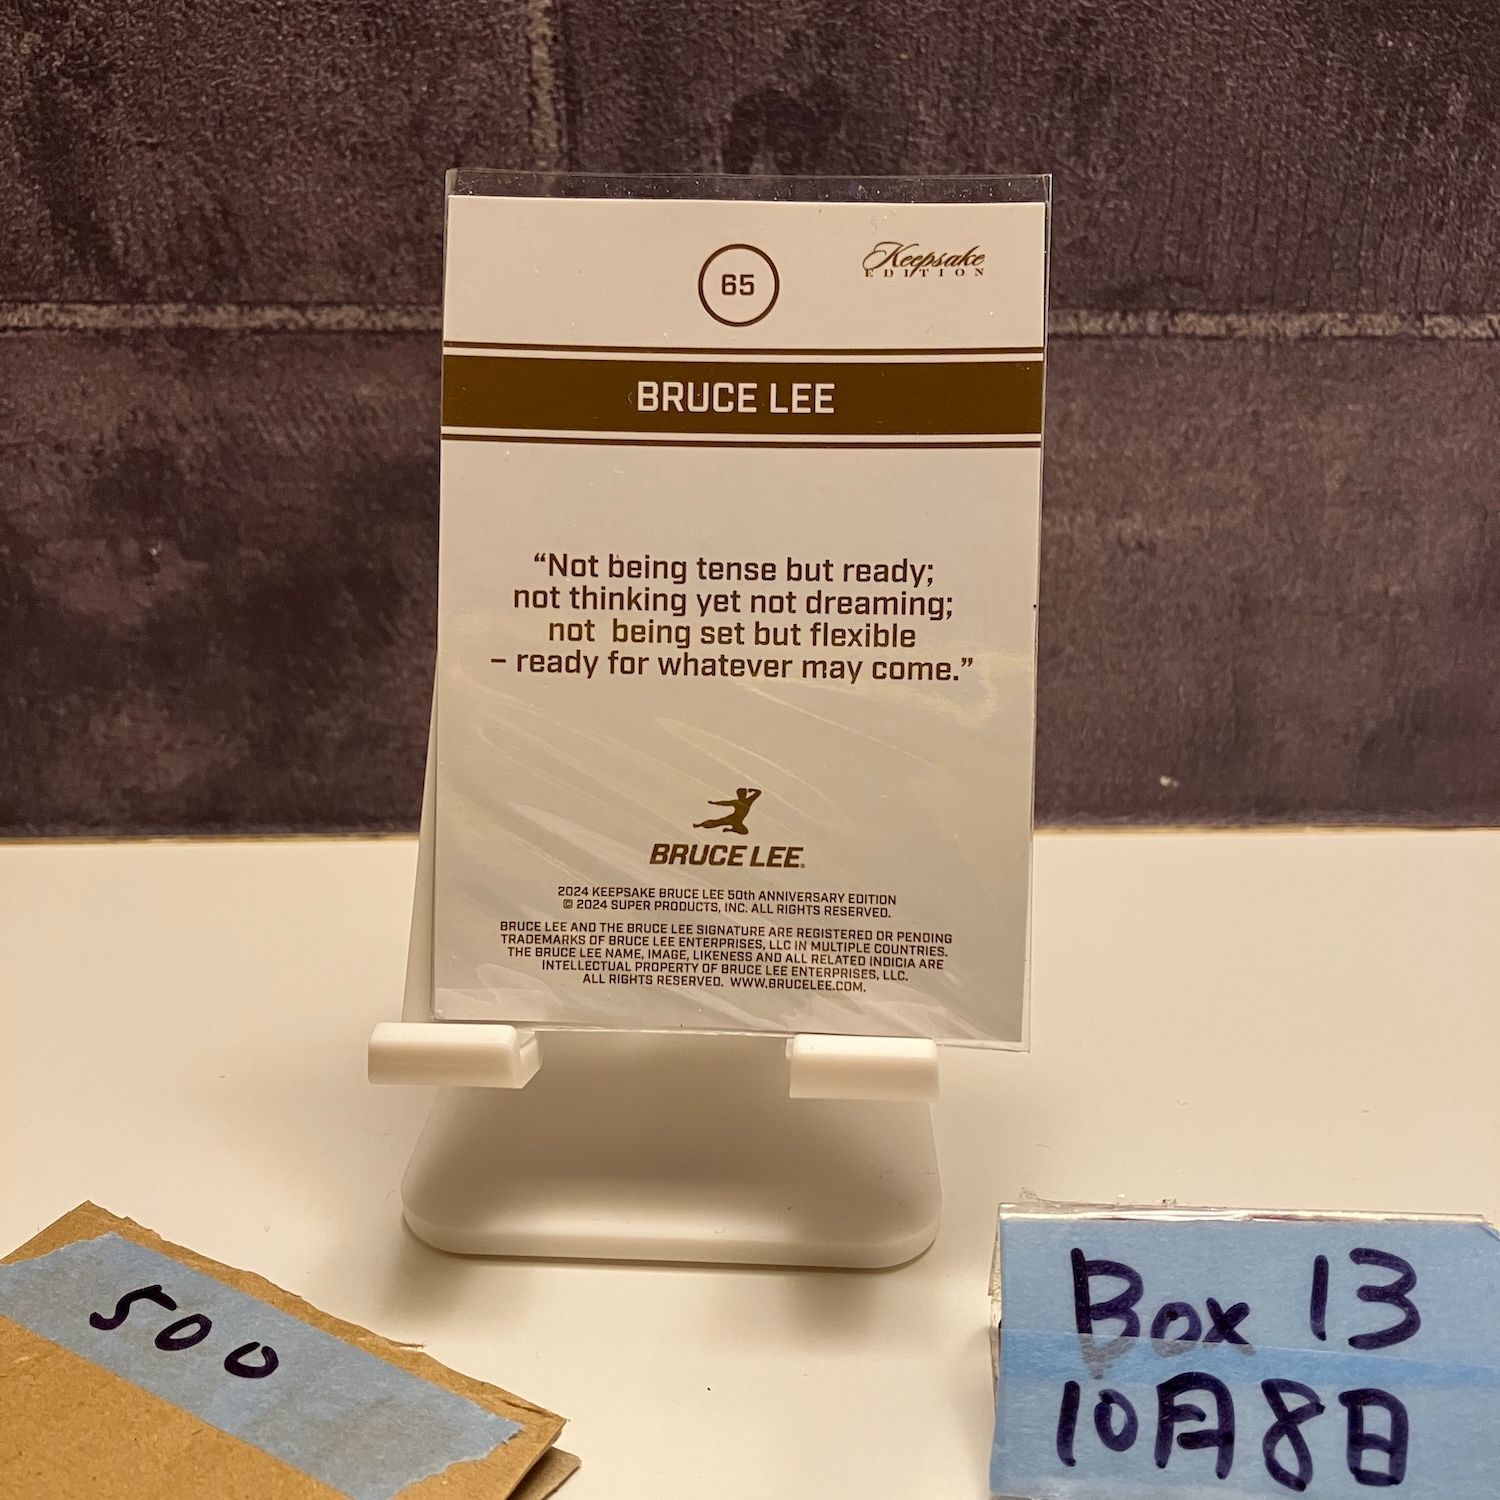 65
Keepsake
EDITION
BRUCE LEE
“Not being tense but ready;
not thinking yet not dreaming;
not  being set but flexible
– ready for whatever may come.”
BRUCE LEE.
2024 KEEPSAKE BRUCE LEE 50th ANNIVERSARY EDITION
© 2024 SUPER PRODUCTS, INC. ALL RIGHTS RESERVED.
BRUCE LEE AND THE BRUCE LEE SIGNATURE ARE REGISTERED OR PENDING
TRADEMARKS OF BRUCE LEE ENTERPRISES, LLC IN MULTIPLE COUNTRIES.
THE BRUCE LEE NAME, IMAGE, LIKENESS AND ALL RELATED INDICIA ARE
INTELLECTUAL PROPERTY OF BRUCE LEE ENTERPRISES, LLC.
ALL RIGHTS RESERVED. WWW.BRUCELEE.COM.
500
Box 13
10月8日